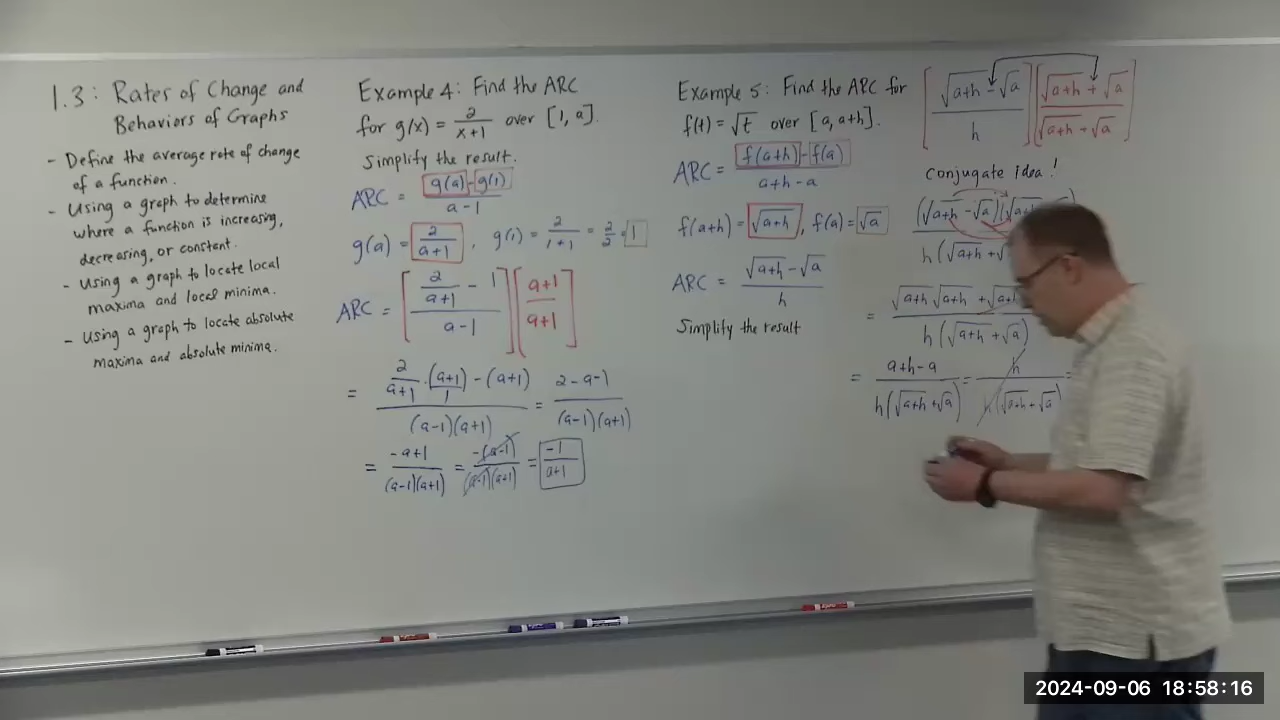 1.3: Rates of Change and
Behaviors of Graphs
- Define the average rate of change
of a function.
- Using a graph to determine
where a function is increasing,
decreasing, or constant.
- Using a graph to locate local
maxima and local minima.
- Using a graph to locate absolute
maxima and absolute minima.
Example 4: Find the ARC
for g(x) = 2/(x+1) over [1, a].
Simplify the result.
ARC = (g(a) - g(1))/(a-1)
g(a) = 2/(a+1), g(1) = 2/(1+1) = 2/2 = 1
ARC = [(2/(a+1) - 1)/(a-1)][(a+1)/(a+1)]
= (2/(a+1) · (a+1)/1 - (a+1))/((a-1)(a+1)) = (2-a-1)/((a-1)(a+1))
= (-a+1)/((a-1)(a+1)) = -(a-1)/((a-1)(a+1)) = -1/(a+1)
Example 5: Find the ARC for
f(t) = √t over [a, a+h].
ARC = (f(a+h) - f(a))/(a+h-a)
f(a+h) = √(a+h), f(a) = √a
ARC = (√(a+h) - √a)/h
Simplify the result
[(√(a+h) - √a)/h][(√(a+h) + √a)/(√(a+h) + √a)]
Conjugate idea!
(√(a+h) - √a)(√
h(√(a+h) +
= √(a+h) √(a+h) +
h(√(a+h) + √a)
= (a+h-a)/(h(√(a+h) + √a)) = h/(h(√(a+h) + √a)) =
2024-09-06 18:58:16